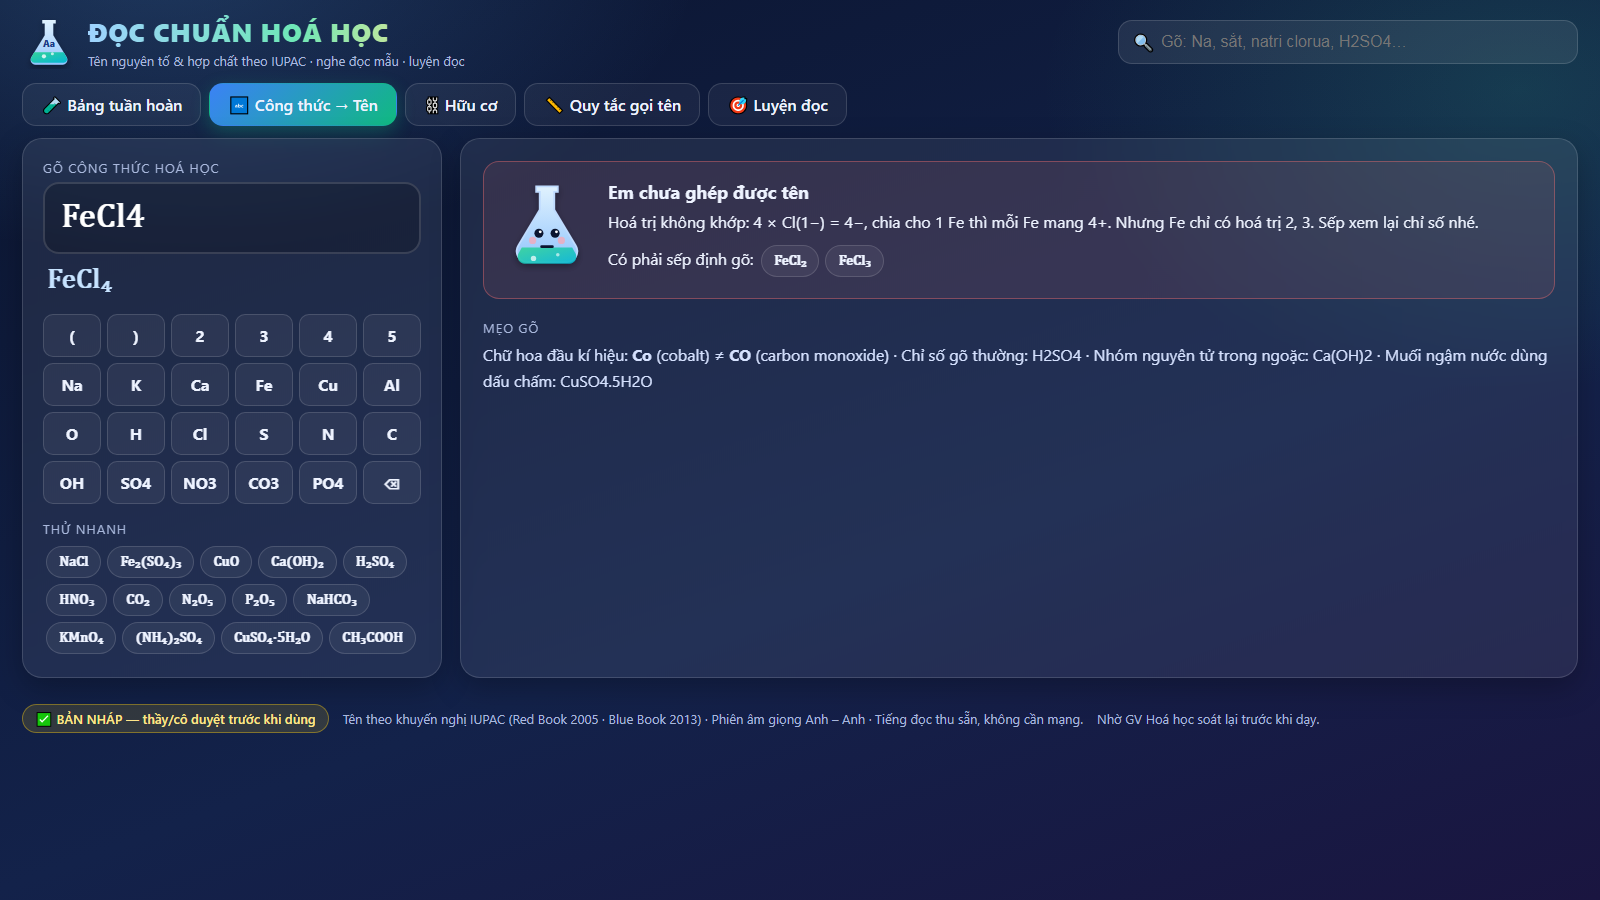 Aa
ĐỌC CHUẨN HOÁ HỌC
Tên nguyên tố & hợp chất theo IUPAC · nghe đọc mẫu · luyện đọc
Gõ: Na, sắt, natri clorua, H2SO4…
Bảng tuần hoàn
abc Công thức → Tên
Hữu cơ
Quy tắc gọi tên
Luyện đọc
GÕ CÔNG THỨC HOÁ HỌC
FeCl4
FeCl₄
( ) 2 3 4 5
Na K Ca Fe Cu Al
O H Cl S N C
OH SO4 NO3 CO3 PO4 ⌫
THỬ NHANH
NaCl Fe₂(SO₄)₃ CuO Ca(OH)₂ H₂SO₄
HNO₃ CO₂ N₂O₅ P₂O₅ NaHCO₃
KMnO₄ (NH₄)₂SO₄ CuSO₄·5H₂O CH₃COOH
Em chưa ghép được tên
Hoá trị không khớp: 4 × Cl(1−) = 4−, chia cho 1 Fe thì mỗi Fe mang 4+. Nhưng Fe chỉ có hoá trị 2, 3. Sếp xem lại chỉ số nhé.
Có phải sếp định gõ: FeCl₂ FeCl₃
MẸO GÕ
Chữ hoa đầu kí hiệu: Co (cobalt) ≠ CO (carbon monoxide) · Chỉ số gõ thường: H2SO4 · Nhóm nguyên tử trong ngoặc: Ca(OH)2 · Muối ngậm nước dùng
dấu chấm: CuSO4.5H2O
✅ BẢN NHÁP — thầy/cô duyệt trước khi dùng
Tên theo khuyến nghị IUPAC (Red Book 2005 · Blue Book 2013) · Phiên âm giọng Anh – Anh · Tiếng đọc thu sẵn, không cần mạng. Nhờ GV Hoá học soát lại trước khi dạy.